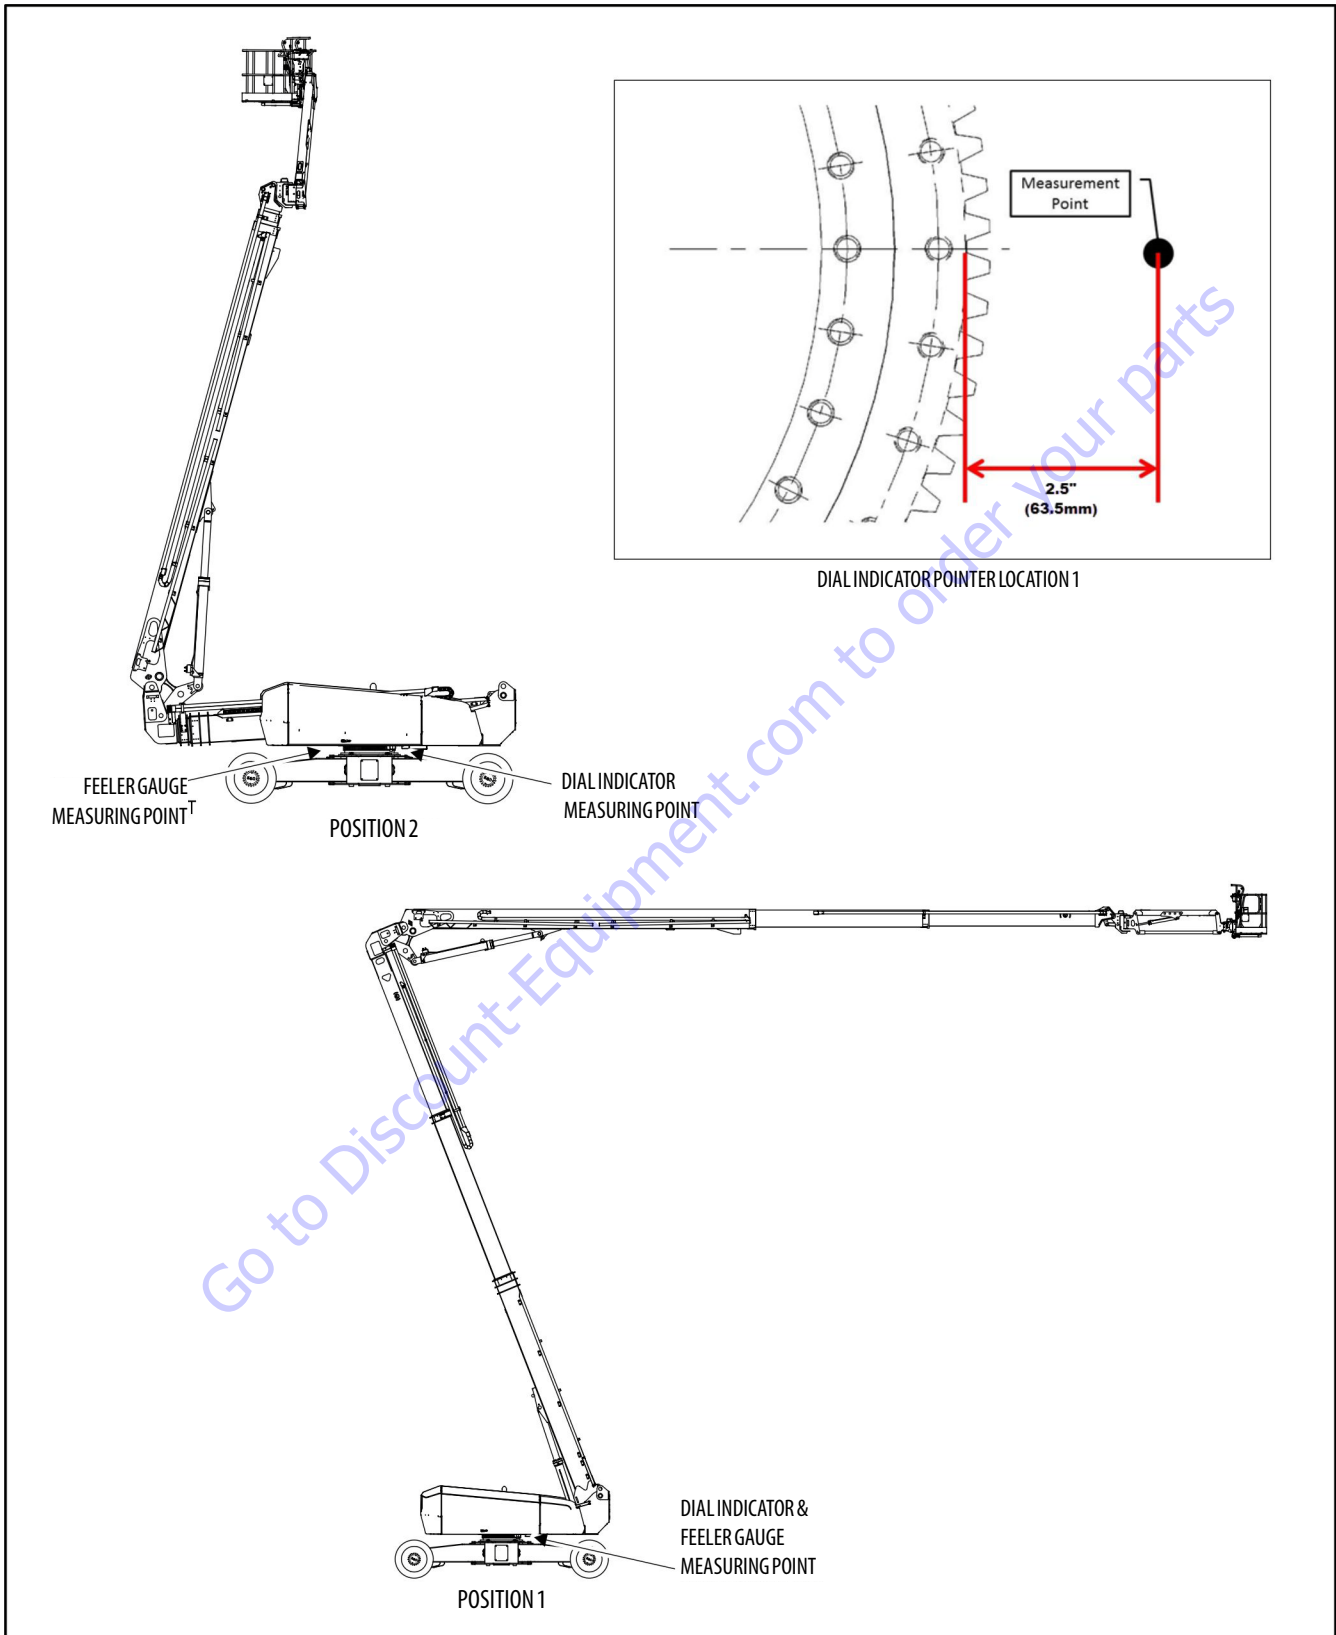 Measurement
Point
2.5"
(63.5mm)
DIAL INDICATOR POINTER LOCATION 1
FEELER GAUGE
MEASURING POINT T
DIAL INDICATOR
MEASURING POINT
POSITION 2
DIAL INDICATOR &
FEELER GAUGE
MEASURING POINT
POSITION 1
Go to Discount-Equipment.com to order your parts